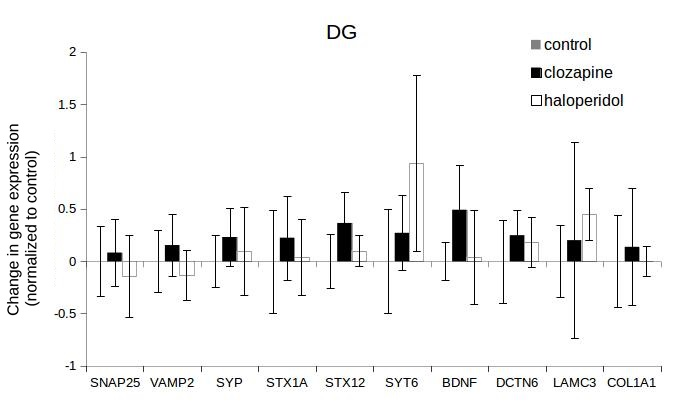 DG
control
clozapine
haloperidol
Change in gene expression
(normalized to control)
2
1.5
1
0.5
0
-0.5
-1
SNAP25 VAMP2 SYP STX1A STX12 SYT6 BDNF DCTN6 LAMC3 COL1A1